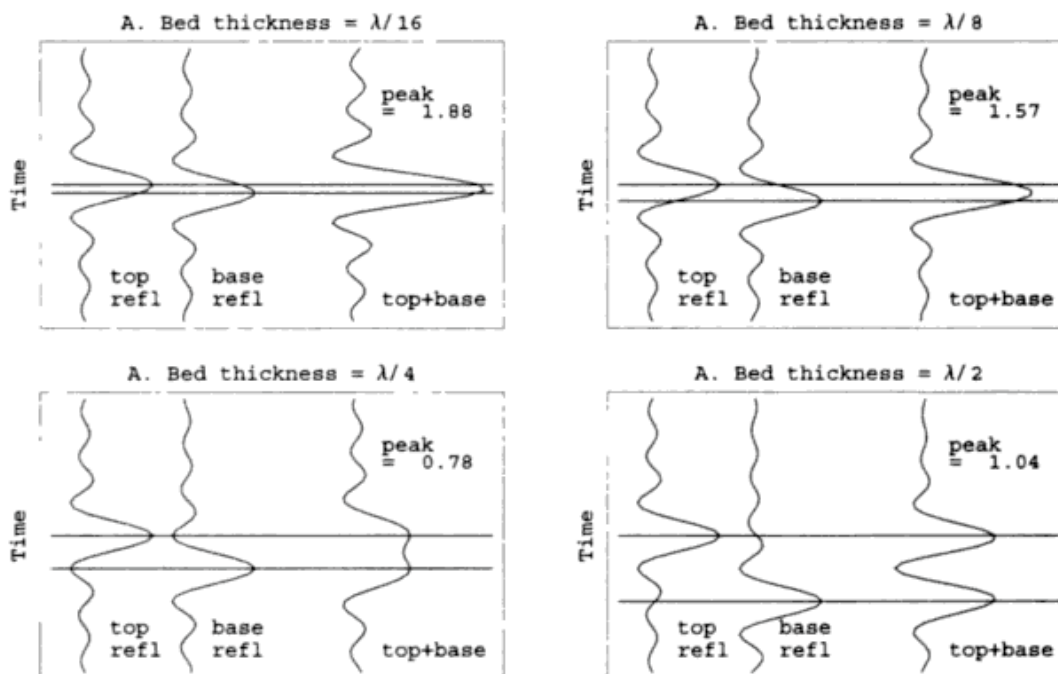 A. Bed thickness = λ/16
peak
= 1.88
Time
top
refl
base
refl
top+base
A. Bed thickness = λ/8
peak
= 1.57
Time
top
refl
base
refl
top+base
A. Bed thickness = λ/4
peak
= 0.78
Time
top
refl
base
refl
top+base
A. Bed thickness = λ/2
peak
= 1.04
Time
top
refl
base
refl
top+base